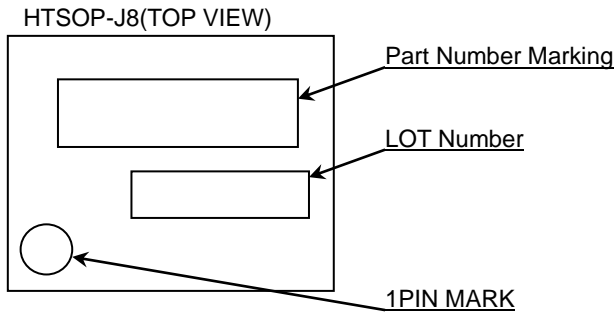 HTSOP-J8(TOP VIEW)
Part Number Marking
LOT Number
1PIN MARK